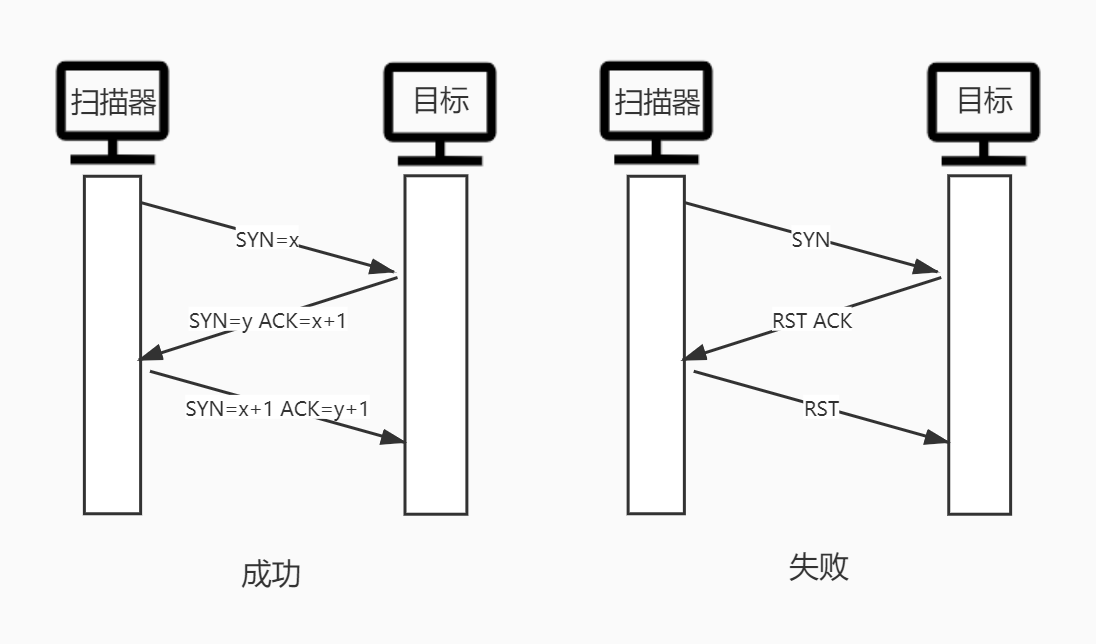 扫描器
目标
SYN=x
SYN=y ACK=x+1
SYN=x+1 ACK=y+1
成功
扫描器
目标
SYN
RST ACK
RST
失败